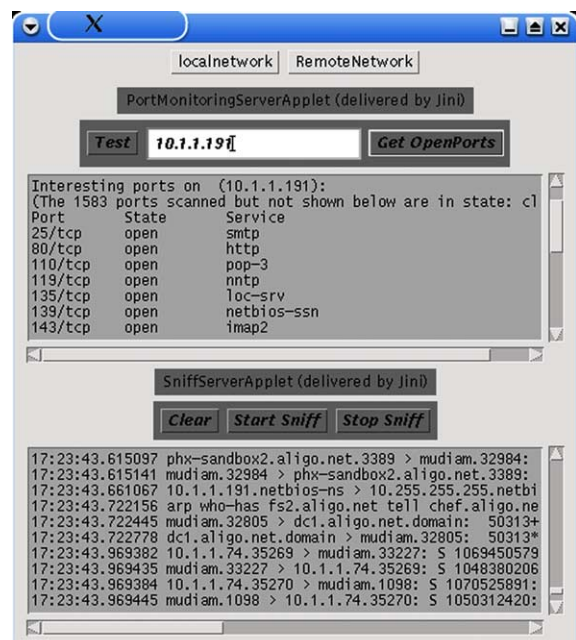 X
localnetwork RemoteNetwork
PortMonitoringServerApplet (delivered by Jini)
Test 10.1.1.191 Get OpenPorts
Interesting ports on (10.1.1.191):
(The 1583 ports scanned but not shown below are in state: cl
Port State Service
25/tcp open smtp
80/tcp open http
110/tcp open pop-3
119/tcp open nntp
135/tcp open loc-srv
139/tcp open netbios-ssn
143/tcp open imap2
SniffServerApplet (delivered by Jini)
Clear Start Sniff Stop Sniff
17:23:43.615097 phx-sandbox2.aligo.net.3389 > mudiam.32984:
17:23:43.615141 mudiam.32984 > phx-sandbox2.aligo.net.3389:
17:23:43.661067 10.1.1.191.netbios-ns > 10.255.255.255.netbi
17:23:43.722156 arp who-has fs2.aligo.net tell chef.aligo.ne
17:23:43.722445 mudiam.32805 > dc1.aligo.net.domain: 50313+
17:23:43.722778 dc1.aligo.net.domain > mudiam.32805: 50313*
17:23:43.969382 10.1.1.74.35269 > mudiam.33227: S 1069450579
17:23:43.969435 mudiam.33227 > 10.1.1.74.35269: S 1048380206
17:23:43.969384 10.1.1.74.35270 > mudiam.1098: S 1070525891:
17:23:43.969445 mudiam.1098 > 10.1.1.74.35270: S 1050312420: